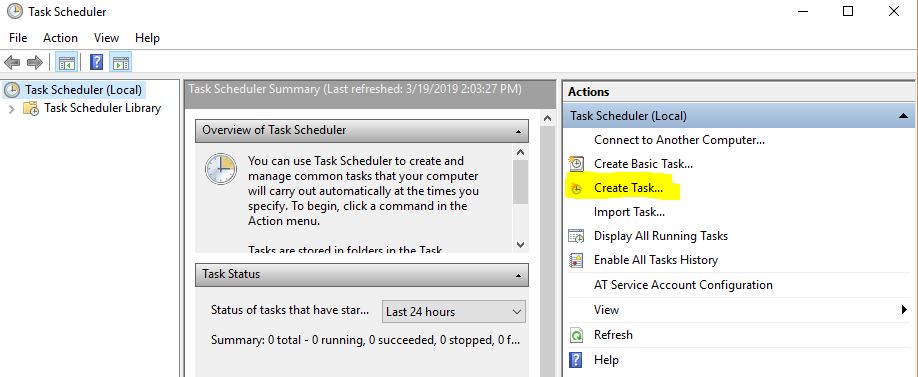 Task Scheduler
File Action View Help
Task Scheduler (Local)
Task Scheduler Library
Task Scheduler Summary (Last refreshed: 3/19/2019 2:03:27 PM)
Overview of Task Scheduler
You can use Task Scheduler to create and
manage common tasks that your computer
will carry out automatically at the times you
specify. To begin, click a command in the
Action menu.
Tasks are stored in folders in the Task
Task Status
Status of tasks that have star...
Last 24 hours
Summary: 0 total - 0 running, 0 succeeded, 0 stopped, 0 f...
Actions
Task Scheduler (Local)
Connect to Another Computer...
Create Basic Task...
Create Task...
Import Task...
Display All Running Tasks
Enable All Tasks History
AT Service Account Configuration
View
Refresh
Help